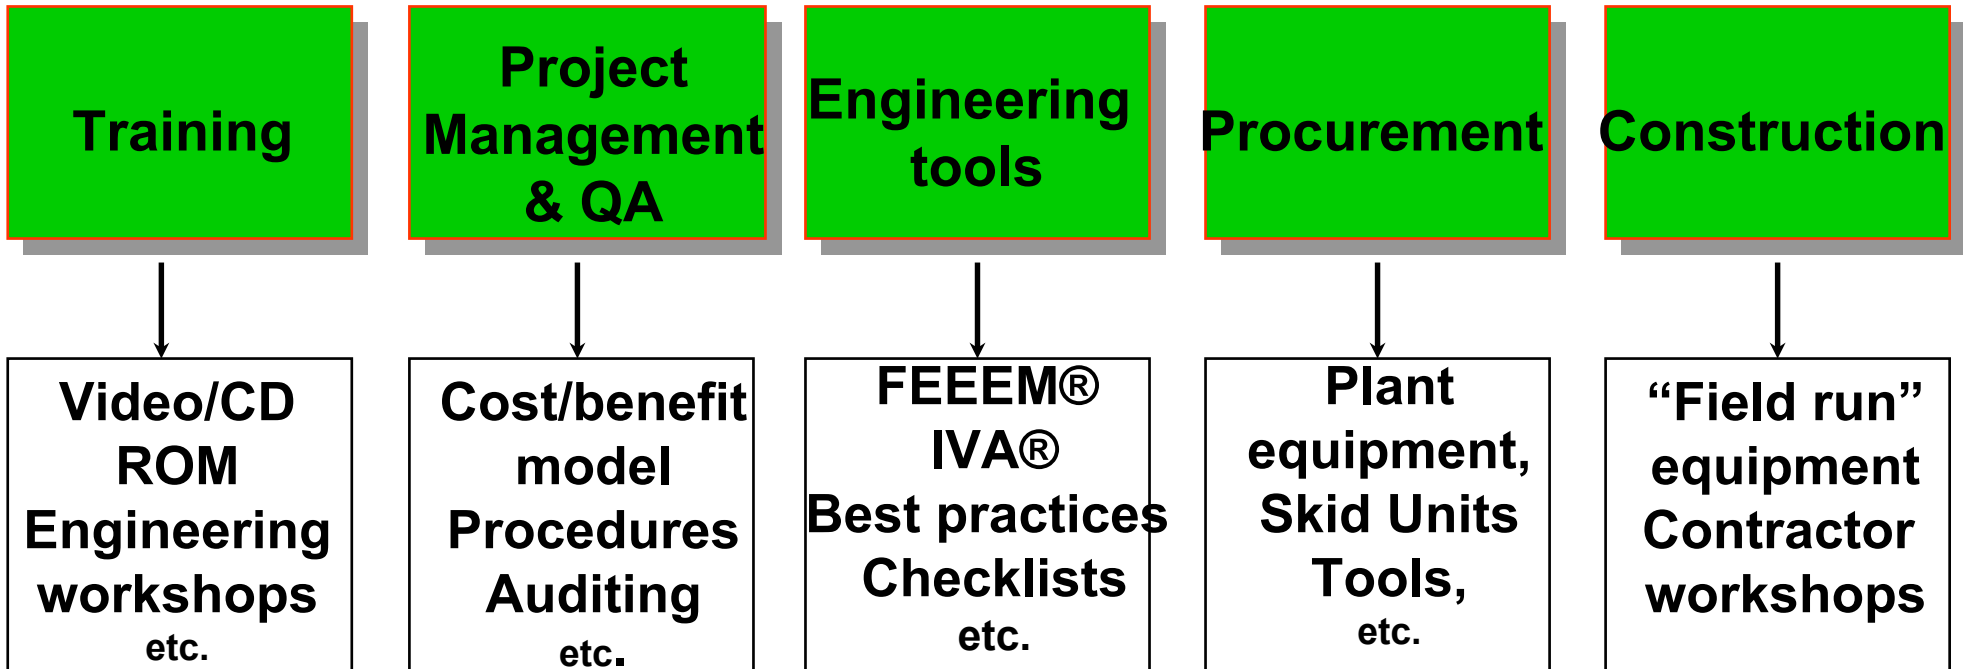 Training
Project
Management
& QA
Engineering
tools
Procurement
Construction
Video/CD
ROM
Engineering
workshops
etc.
Cost/benefit
model
Procedures
Auditing
etc.
FEEEM®
IVA®
Best practices
Checklists
etc.
Plant
equipment,
Skid Units
Tools,
etc.
“Field run”
equipment
Contractor
workshops